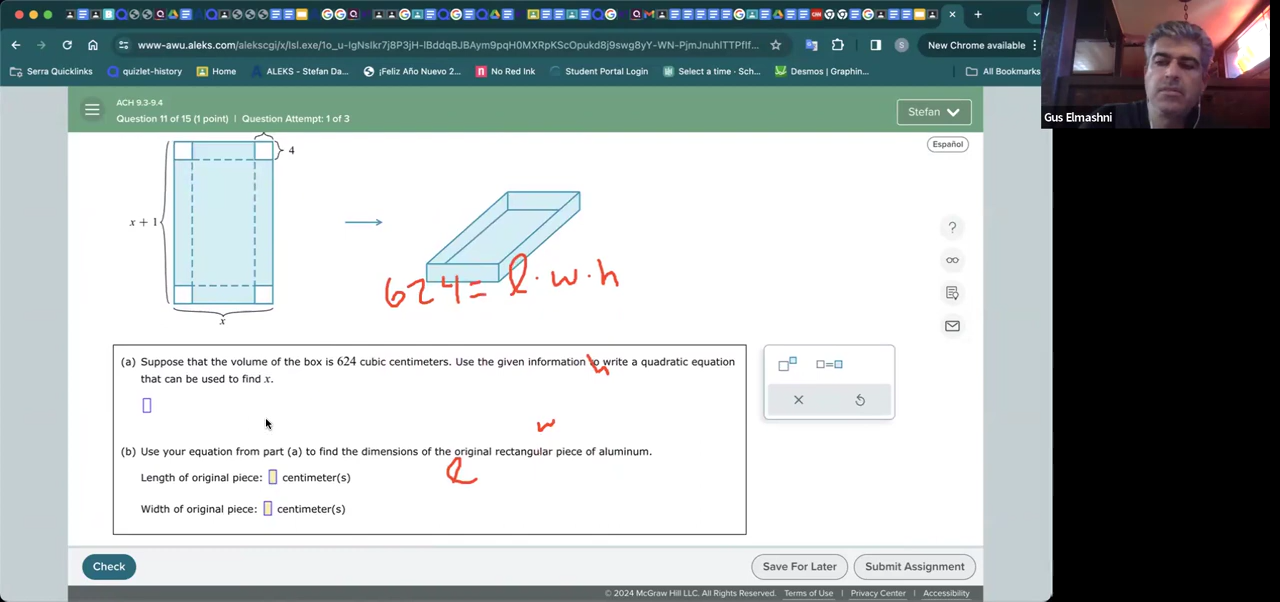 www-awu.aleks.com/alekscgi/x/Isl.exe/1o_u-IgNslkr7j8P3jH-IBddqBJBAym9pqH0MXRpKScOpukd8j9swg8yY-WN-PjmJnuhITTPfIf...
New Chrome available
Serra Quicklinks
quizlet-history
Home
ALEKS - Stefan Da...
¡Feliz Año Nuevo 2...
No Red Ink
Student Portal Login
Select a time - Sch...
Desmos | Graphin...
All Bookmarks
Gus Elmashni
ACH 9.3-9.4
Question 11 of 15 (1 point) | Question Attempt: 1 of 3
Stefan
Español
4
x + 1
x
624 = l · w · h
(a) Suppose that the volume of the box is 624 cubic centimeters. Use the given information to write a quadratic equation
that can be used to find x.
h
w
(b) Use your equation from part (a) to find the dimensions of the original rectangular piece of aluminum.
l
Length of original piece: centimeter(s)
Width of original piece: centimeter(s)
Check
Save For Later
Submit Assignment
© 2024 McGraw Hill LLC. All Rights Reserved. Terms of Use | Privacy Center | Accessibility